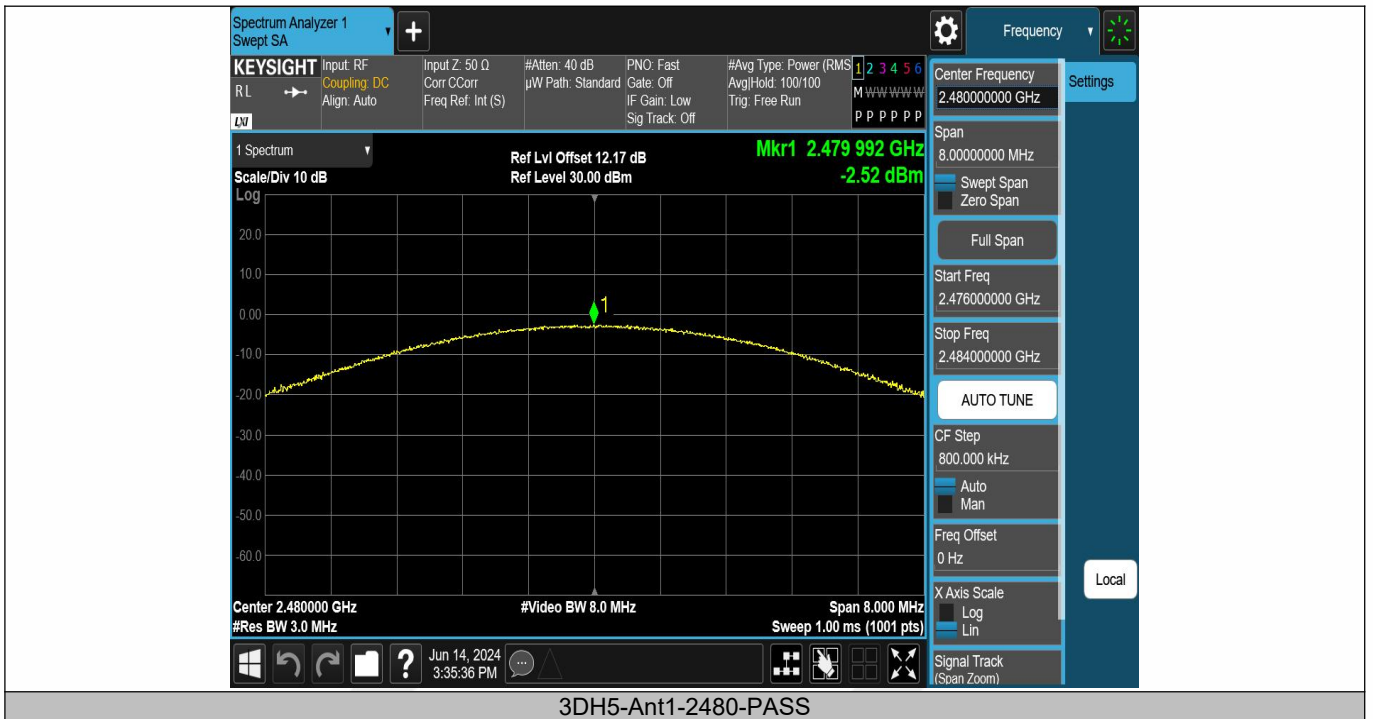 Spectrum Analyzer 1
Swept SA
Frequency
KEYSIGHT
RL
LXI
Input: RF
Coupling: DC
Align: Auto
Input Z: 50 Ω
Corr CCorr
Freq Ref: Int (S)
#Atten: 40 dB
µW Path: Standard
PNO: Fast
Gate: Off
IF Gain: Low
Sig Track: Off
#Avg Type: Power (RMS
Avg|Hold: 100/100
Trig: Free Run
1 2 3 4 5 6
M W W W W W
P P P P P P
1 Spectrum
Scale/Div 10 dB
Log
Ref Lvl Offset 12.17 dB
Ref Level 30.00 dBm
Mkr1 2.479 992 GHz
-2.52 dBm
20.0
10.0
0.00
-10.0
-20.0
-30.0
-40.0
-50.0
-60.0
1
Center 2.480000 GHz
#Res BW 3.0 MHz
#Video BW 8.0 MHz
Span 8.000 MHz
Sweep 1.00 ms (1001 pts)
Jun 14, 2024
3:35:36 PM
Center Frequency
2.480000000 GHz
Settings
Span
8.00000000 MHz
Swept Span
Zero Span
Full Span
Start Freq
2.476000000 GHz
Stop Freq
2.484000000 GHz
AUTO TUNE
CF Step
800.000 kHz
Auto
Man
Freq Offset
0 Hz
Local
X Axis Scale
Log
Lin
Signal Track
(Span Zoom)
3DH5-Ant1-2480-PASS